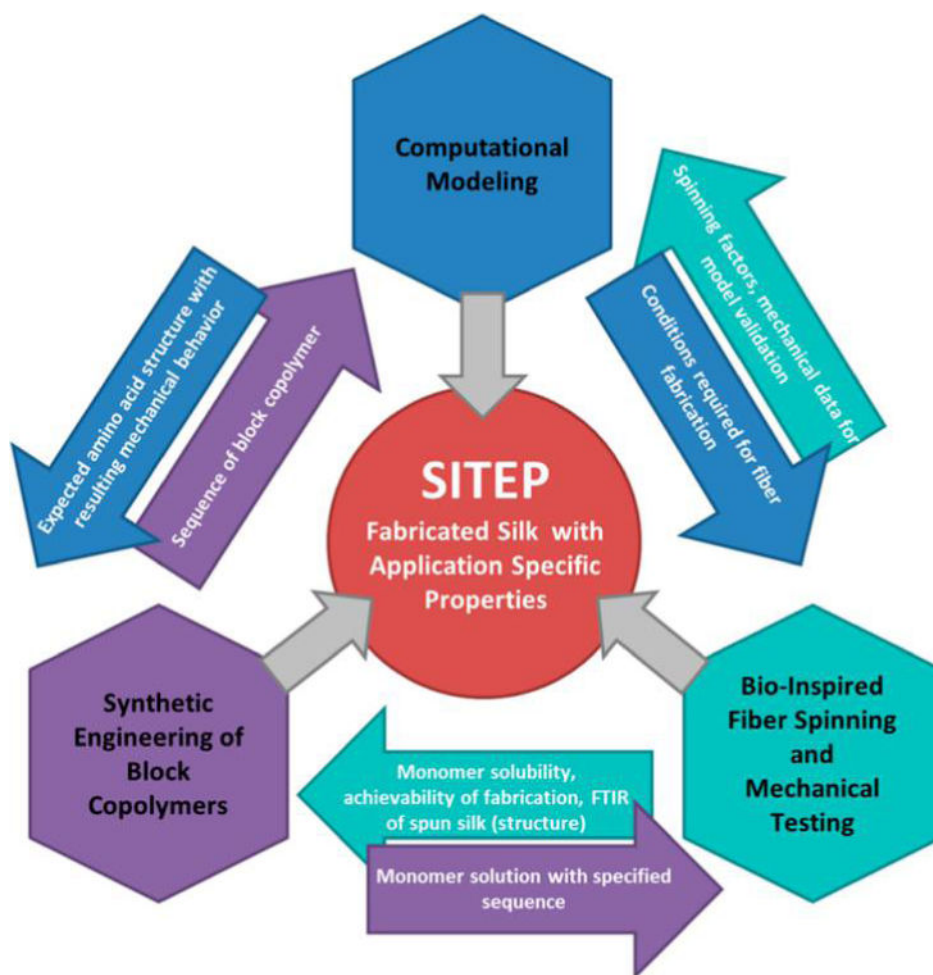 Computational
Modeling
Expected amino acid structure with
resulting mechanical behavior
Sequence of block copolymer
Spinning factors, mechanical data for
model validation
Conditions required for fiber
fabrication
SITEP
Fabricated Silk with
Application Specific
Properties
Synthetic
Engineering of
Block
Copolymers
Bio-Inspired
Fiber Spinning
and
Mechanical
Testing
Monomer solubility,
achievability of fabrication, FTIR
of spun silk (structure)
Monomer solution with specified
sequence